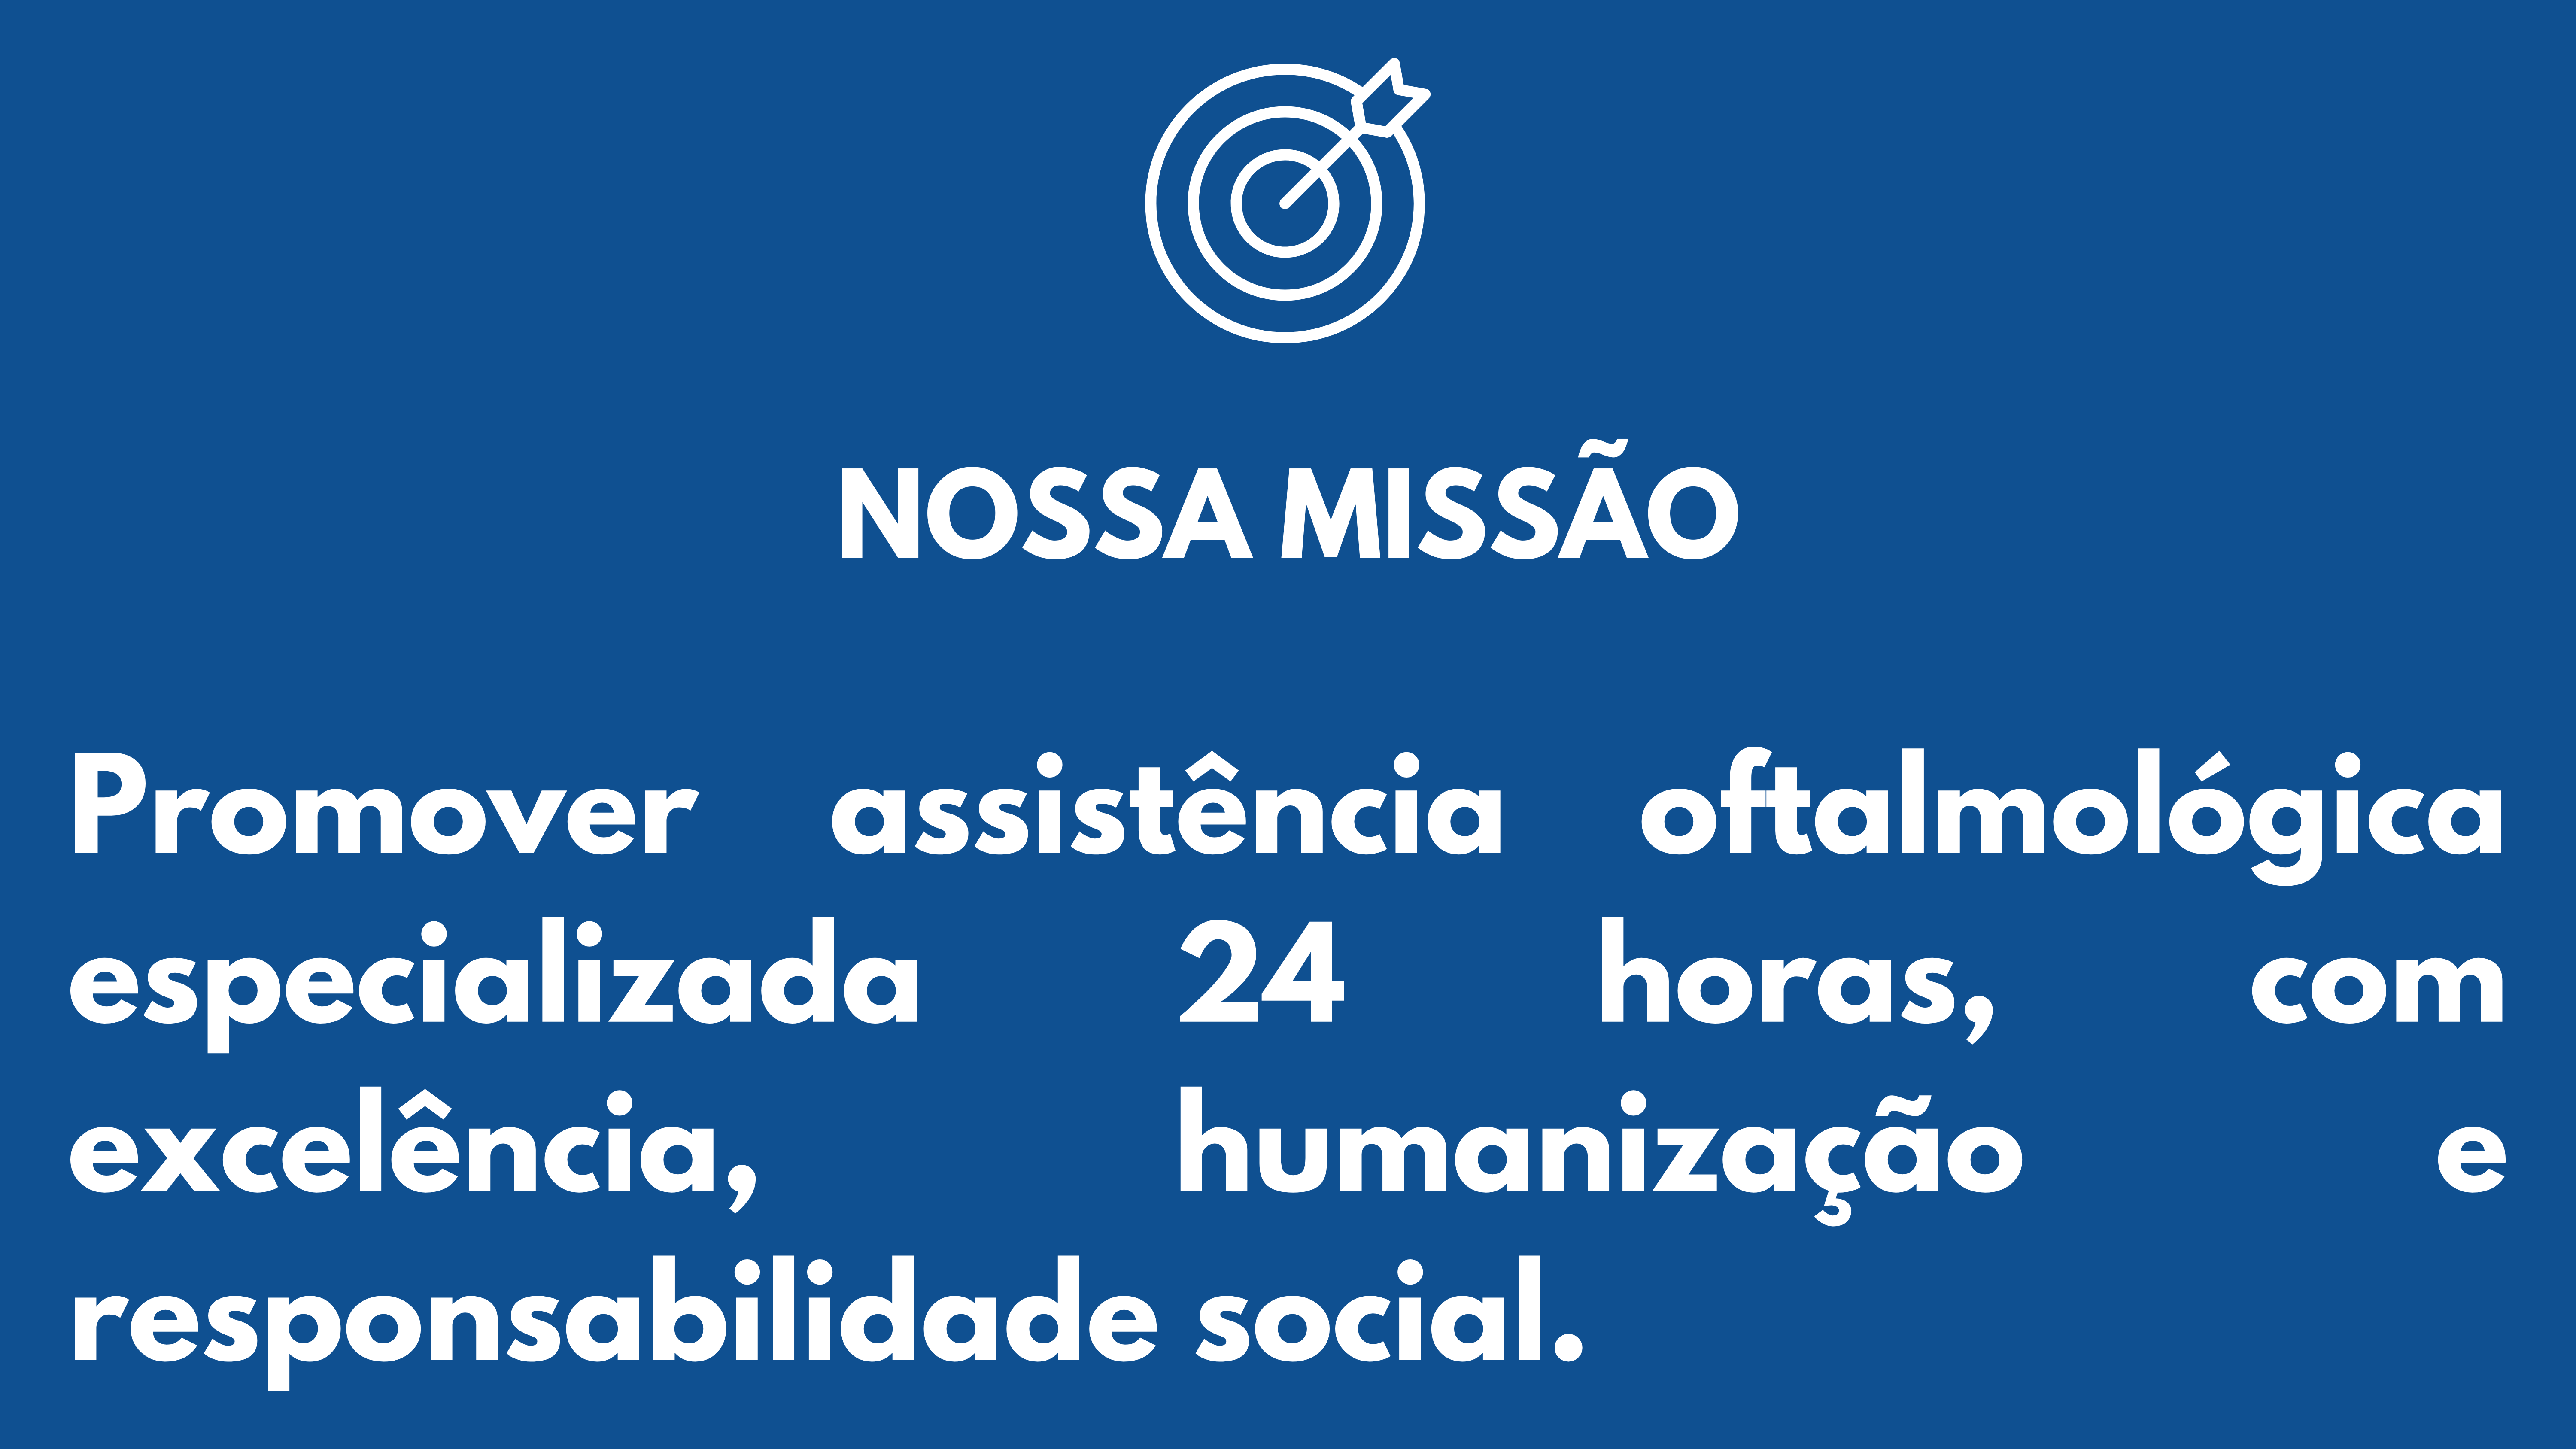 NOSSA MISSÃO
Promover assistência oftalmológica
especializada 24 horas, com
excelência, humanização e
responsabilidade social.